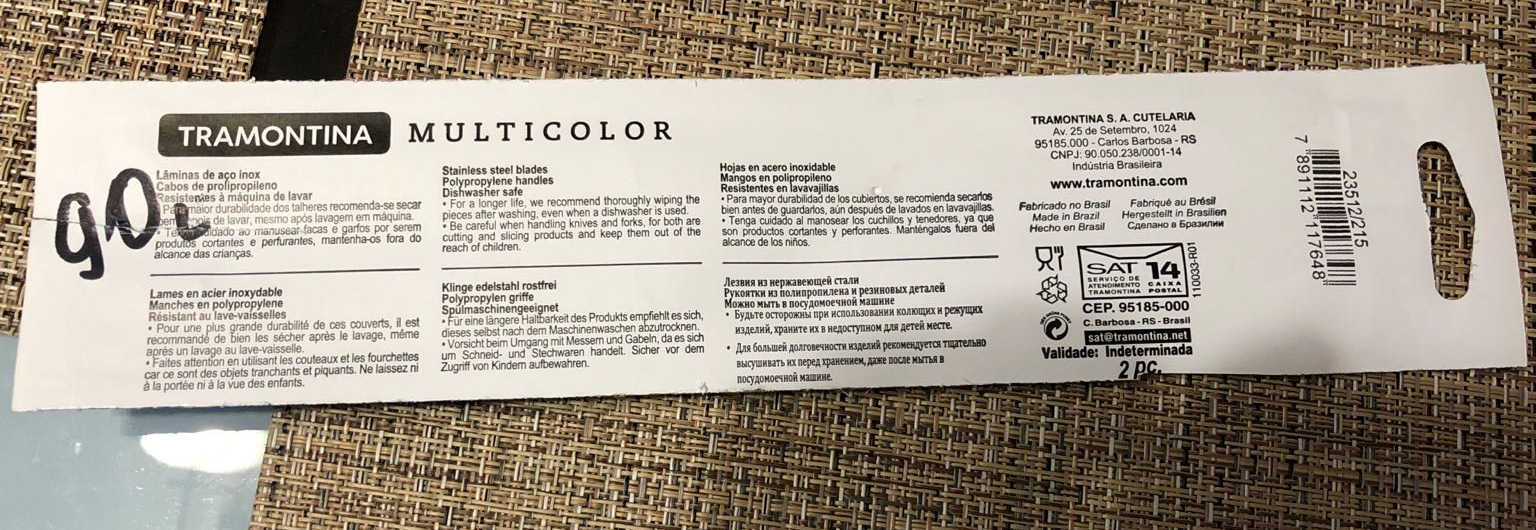 TRAMONTINA MULTICOLOR
go.
Lâminas de aço inox
Cabos de prolipropileno
Resistentes à máquina de lavar
• Para maior durabilidade dos talheres recomenda-se secar
bem depois de lavar, mesmo após lavagem em máquina.
• Tenha cuidado ao manusear facas e garfos por serem
produtos cortantes e perfurantes, mantenha-os fora do
alcance das crianças.
Stainless steel blades
Polypropylene handles
Dishwasher safe
• For a longer life, we recommend thoroughly wiping the
pieces after washing, even when a dishwasher is used.
• Be careful when handling knives and forks, for both are
cutting and slicing products and keep them out of the
reach of children.
Hojas en acero inoxidable
Mangos en polipropileno
Resistentes en lavavajillas
• Para mayor durabilidad de los cubiertos, se recomienda secarlos
bien antes de guardarlos, aún después de lavados en lavavajillas.
• Tenga cuidado al manosear los cuchillos y tenedores, ya que
son productos cortantes y perforantes. Manténgalos fuera del
alcance de los niños.
Lames en acier inoxydable
Manches en polypropylene
Résistant au lave-vaisselles
• Pour une plus grande durabilité de ces couverts, il est
recommandé de bien les sécher après le lavage, même
après un lavage au lave-vaisselle.
• Faites attention en utilisant les couteaux et les fourchettes
car ce sont des objets tranchants et piquants. Ne laissez ni
à la portée ni à la vue des enfants.
Klinge edelstahl rostfrei
Polypropylen griffe
Spülmaschinengeeignet
• Für eine längere Haltbarkeit des Produkts empfiehlt es sich,
dieses selbst nach dem Maschinenwaschen abzutrocknen.
• Vorsicht beim Umgang mit Messern und Gabeln, da es sich
um Schneid- und Stechwaren handelt. Sicher vor dem
Zugriff von Kindern aufbewahren.
Лезвия из нержавеющей стали
Рукоятки из полипропилена и резиновых деталей
Можно мыть в посудомоечной машине
• Будьте осторожны при использовании колющих и режущих
изделий, храните их в недоступном для детей месте.
• Для большей долговечности изделий рекомендуется тщательно
высушивать их перед хранением, даже после мытья в
посудомоечной машине.
TRAMONTINA S. A. CUTELARIA
Av. 25 de Setembro, 1024
95185.000 - Carlos Barbosa - RS
CNPJ: 90.050.238/0001-14
Indústria Brasileira
www.tramontina.com
Fabricado no Brasil
Made in Brazil
Hecho en Brasil
Fabriqué au Brésil
Hergestellt in Brasilien
Сделано в Бразилии
SAT 14
SERVIÇO DE
ATENDIMENTO
TRAMONTINA
CAIXA
POSTAL
110033-R01
CEP. 95185-000
C. Barbosa - RS - Brasil
sat@tramontina.net
Validade: Indeterminada
2 pc.
7 891112 117648
23512/215